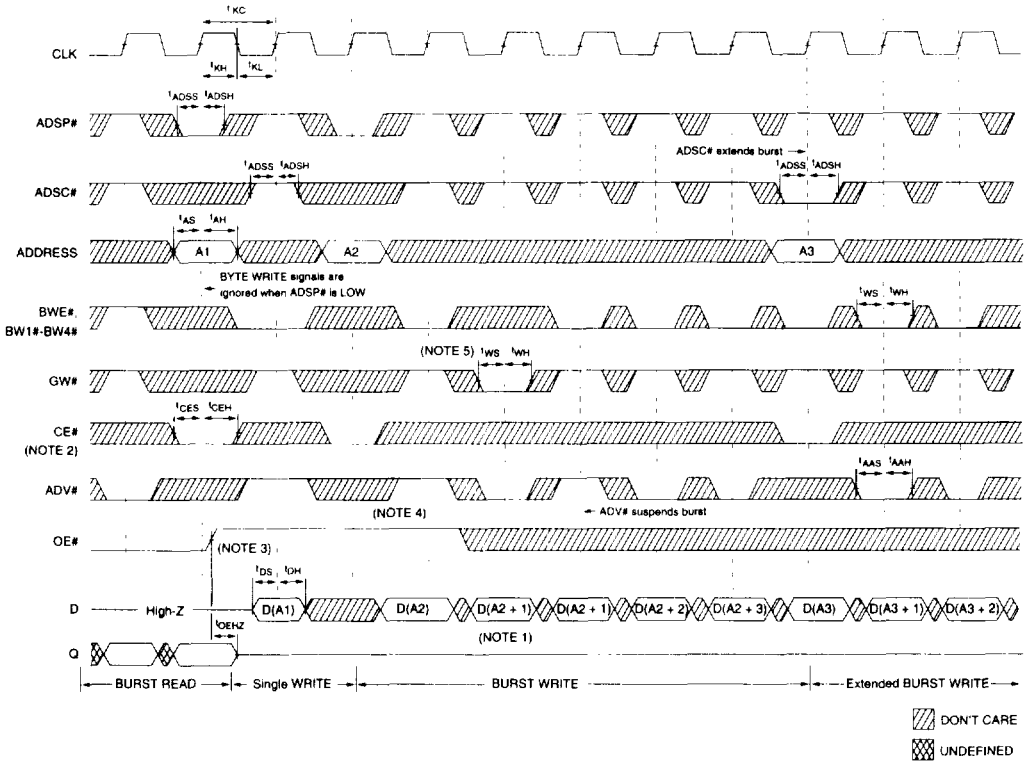 tKC
CLK
tKH tKL
tADSS tADSH
ADSP#
ADSC# extends burst
tADSS tADSH
tADSS tADSH
ADSC#
tAS tAH
ADDRESS
A1 A2 A3
BYTE WRITE signals are
ignored when ADSP# is LOW
BWE#,
BW1#-BW4#
tWS tWH
(NOTE 5) tWS tWH
GW#
tCES tCEH
CE#
(NOTE 2)
tAAS tAAH
ADV#
(NOTE 4) ADV# suspends burst
OE#
(NOTE 3)
tDS tDH
D
High-Z D(A1) D(A2) D(A2 + 1) D(A2 + 1) D(A2 + 2) D(A2 + 3) D(A3) D(A3 + 1) D(A3 + 2)
tOEHZ
(NOTE 1)
Q
BURST READ Single WRITE BURST WRITE Extended BURST WRITE
DON'T CARE
UNDEFINED